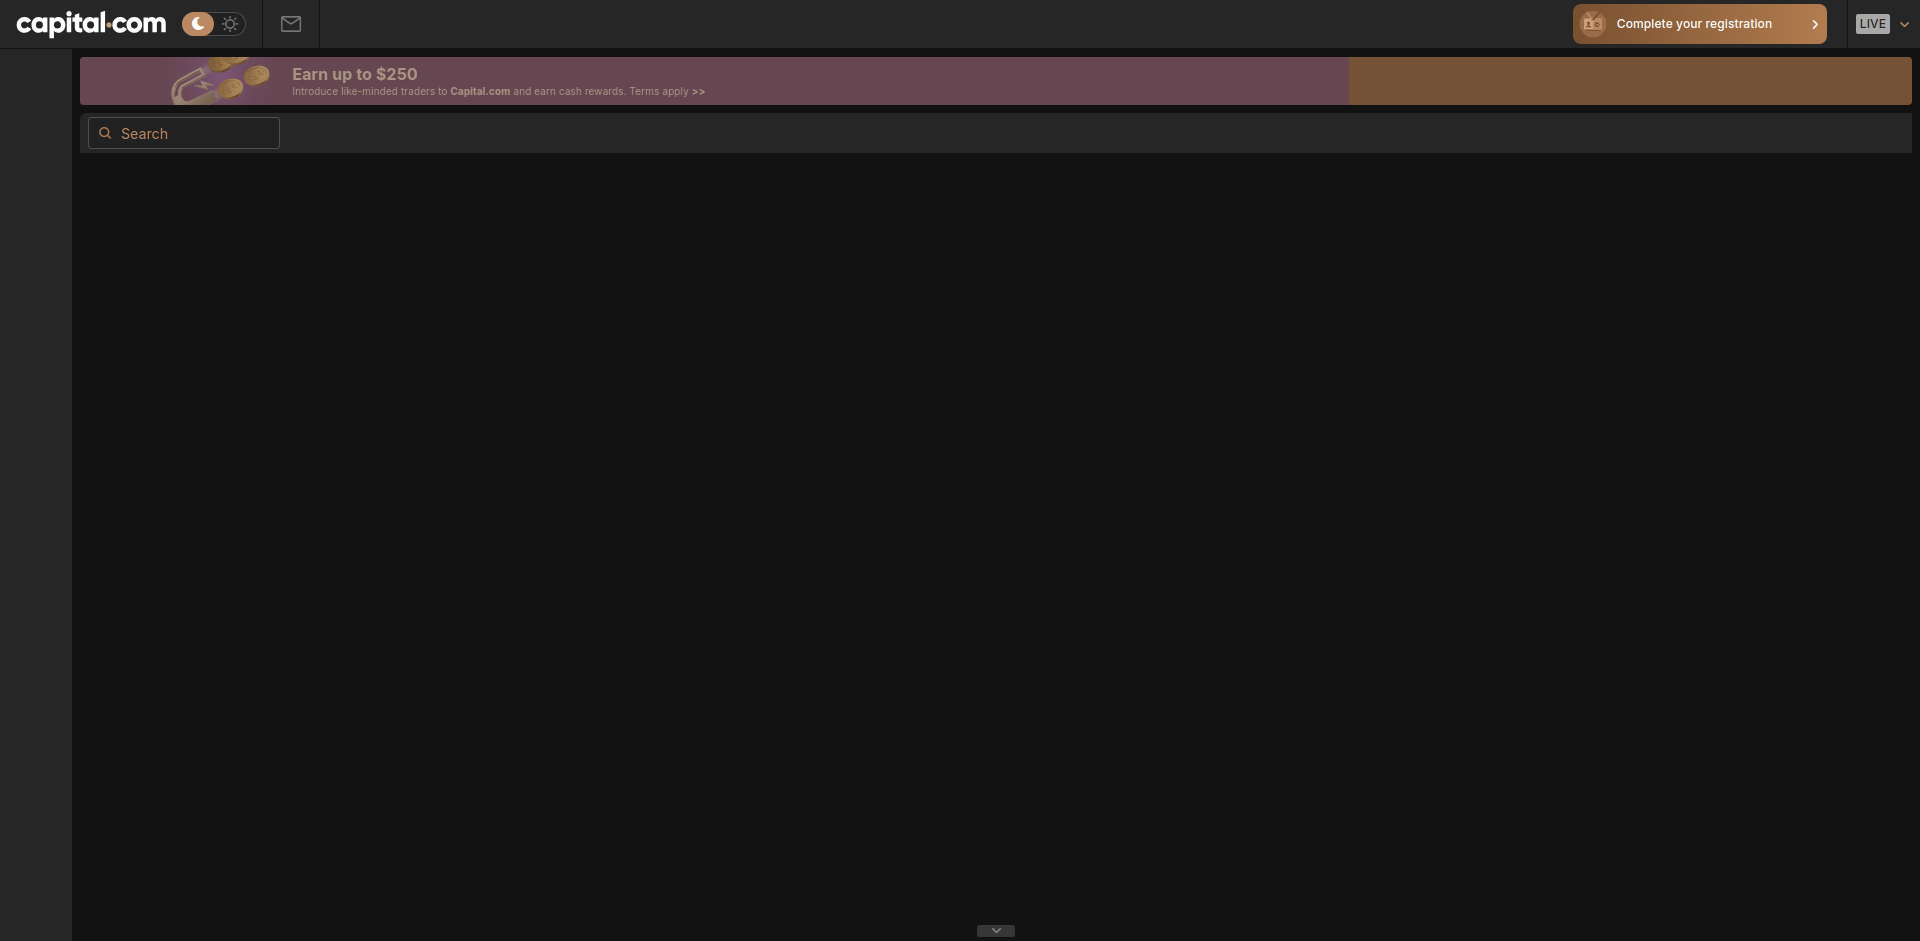 capital.com
Complete your registration
LIVE
Earn up to $250
Introduce like-minded traders to Capital.com and earn cash rewards. Terms apply >>
Search